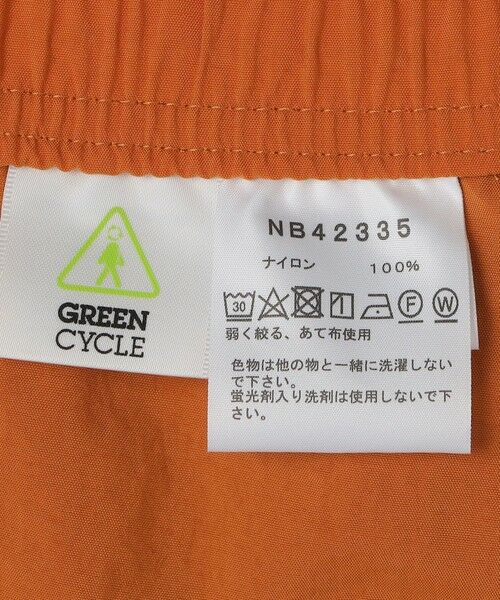 GREEN
CYCLE
NB42335
ナイロン 100%
30 F W
弱く絞る、あて布使用
色物は他の物と一緒に洗濯しない
で下さい。
蛍光剤入り洗剤は使用しないで下
さい。